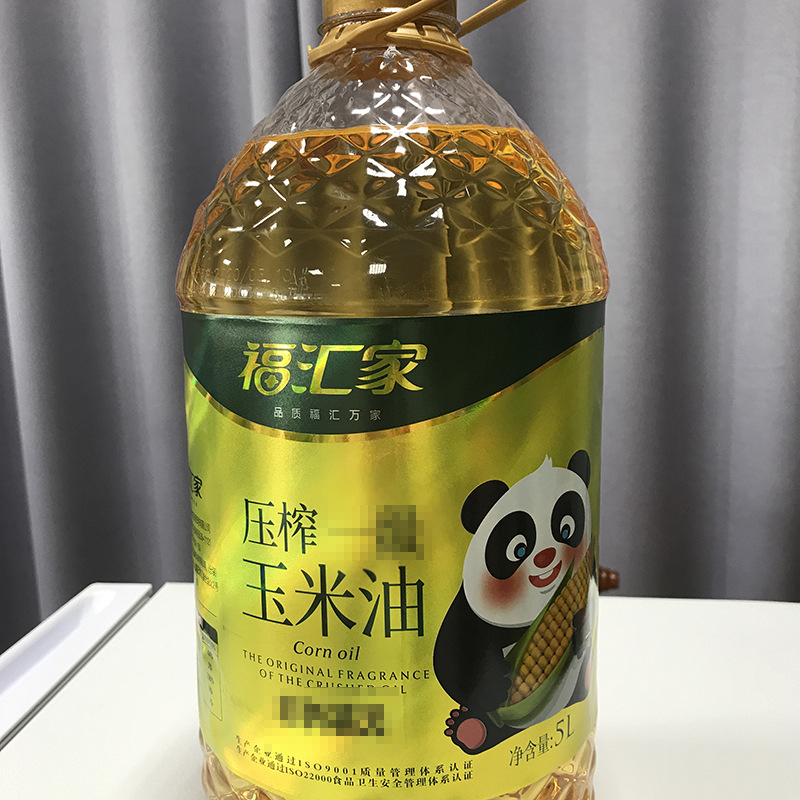 福汇家
品质福汇万家
压榨一
玉米油
Corn oil
THE ORIGINAL FRAGRANCE
OF THE CRUSHED OIL
净含量:5L
生产企业通过ISO9001质量管理体系认证
生产企业通过ISO22000食品卫生安全管理体系认证
家